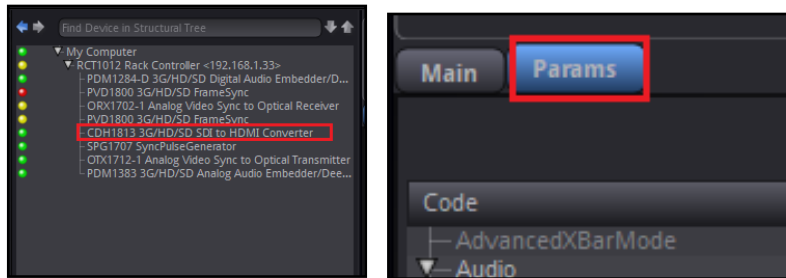 Find Device in Structural Tree
My Computer
RCT1012 Rack Controller <192.168.1.33>
PDM1284-D 3G/HD/SD Digital Audio Embedder/D...
PVD1800 3G/HD/SD FrameSync
ORX1702-1 Analog Video Sync to Optical Receiver
PVD1800 3G/HD/SD FrameSync
CDH1813 3G/HD/SD SDI to HDMI Converter
SPG1707 SyncPulseGenerator
OTX1712-1 Analog Video Sync to Optical Transmitter
PDM1383 3G/HD/SD Analog Audio Embedder/Dee...
Main
Params
Code
AdvancedXBarMode
Audio